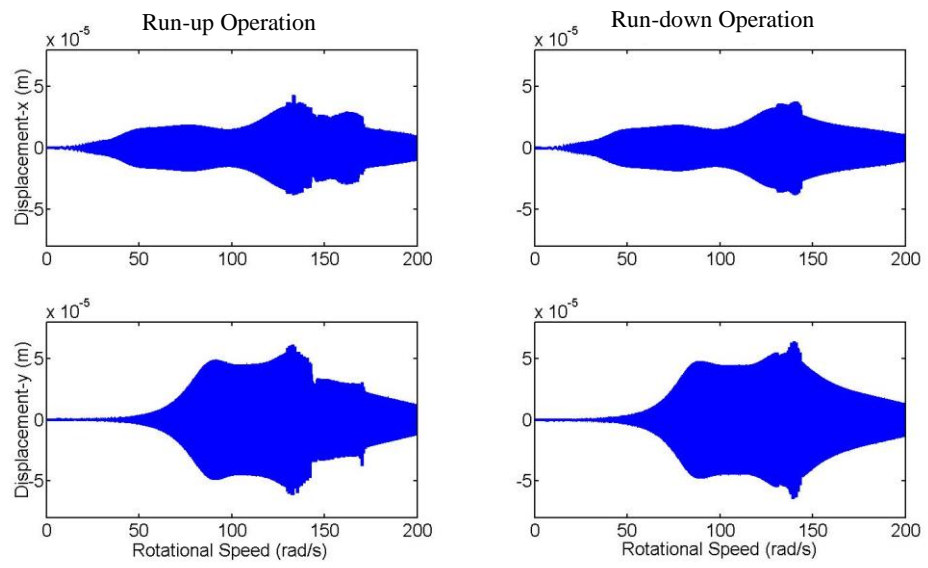 Run-up Operation
Run-down Operation
x 10-5
x 10-5
Displacement-x (m)
5
0
-5
0 50 100 150 200
5
0
-5
0 50 100 150 200
x 10-5
x 10-5
Displacement-y (m)
5
0
-5
0 50 100 150 200
Rotational Speed (rad/s)
5
0
-5
0 50 100 150 200
Rotational Speed (rad/s)